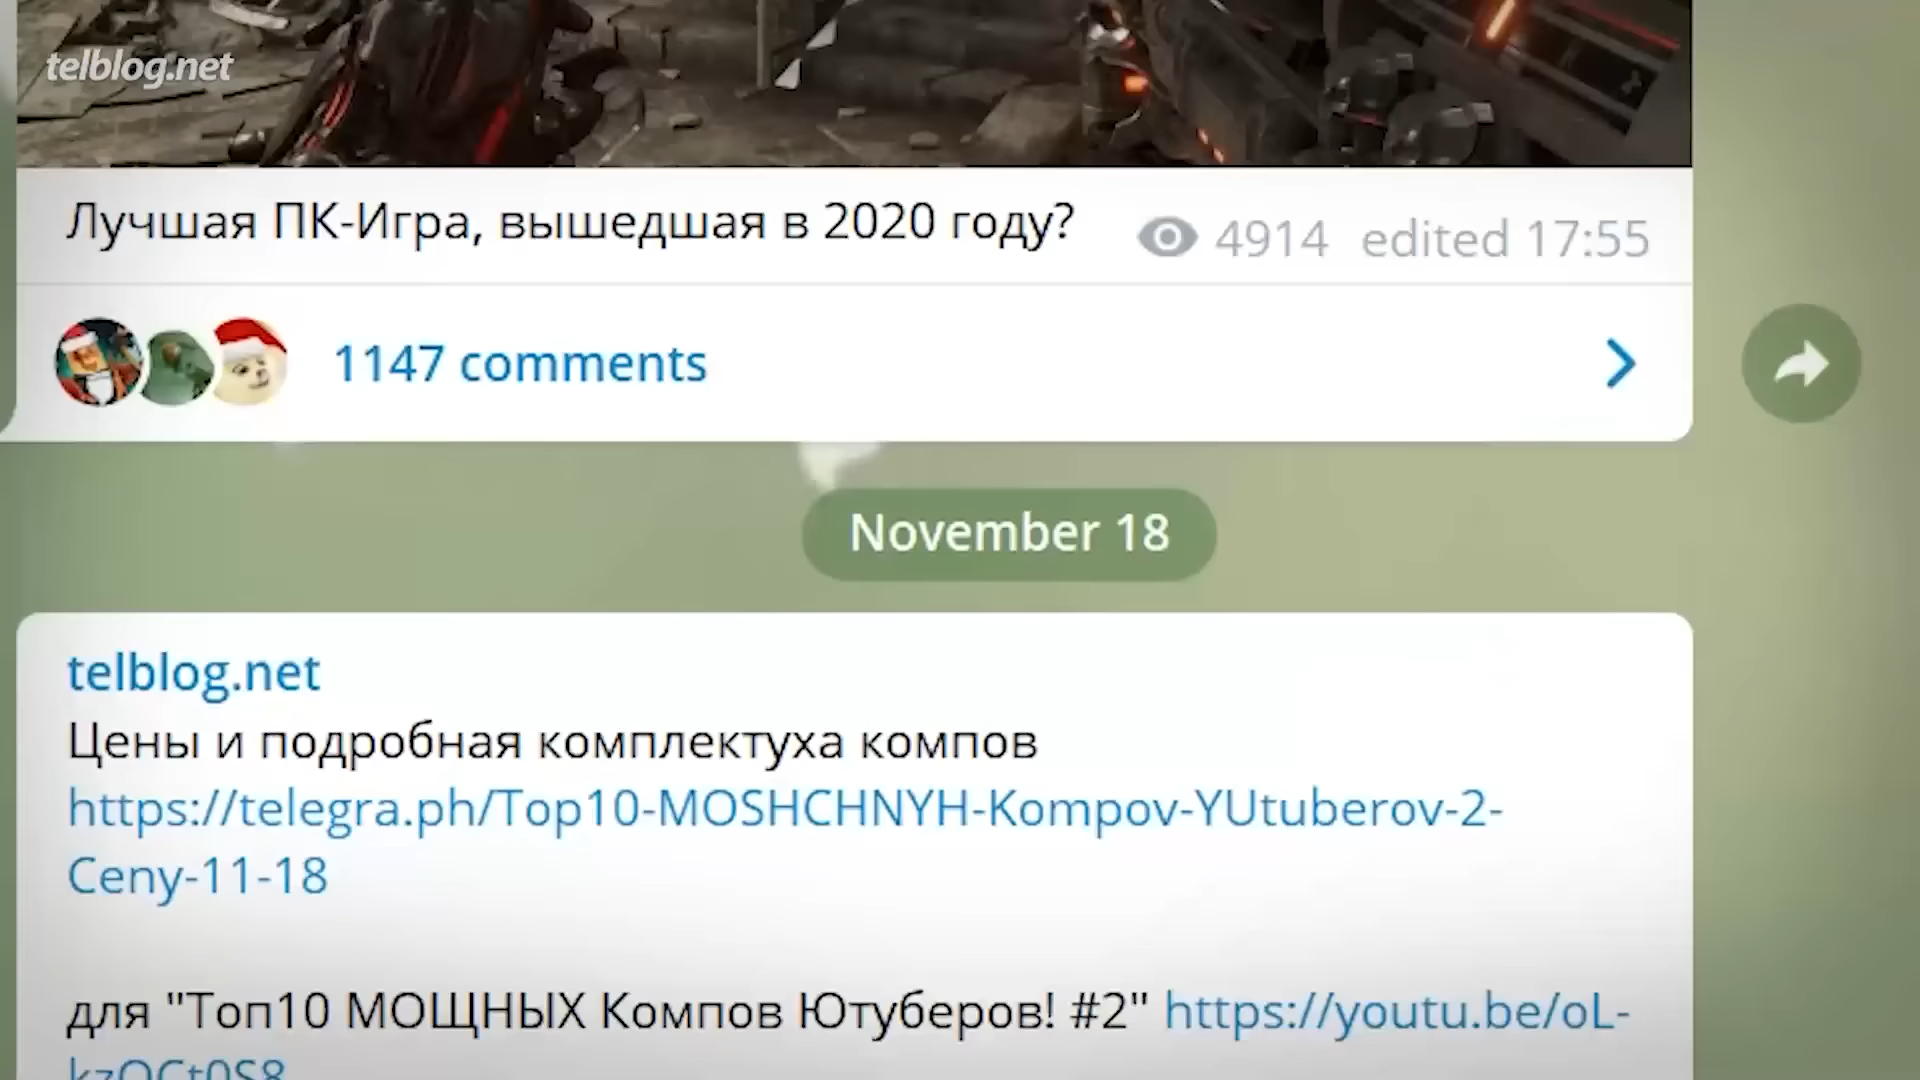 telblog.net
Лучшая ПК-Игра, вышедшая в 2020 году?
4914 edited 17:55
1147 comments
November 18
telblog.net
Цены и подробная комплектуха компов
https://telegra.ph/Top10-MOSHCHNYH-Kompov-YUtuberov-2-
Ceny-11-18
для "Топ10 МОЩНЫХ Компов Ютуберов! #2" https://youtu.be/oL-